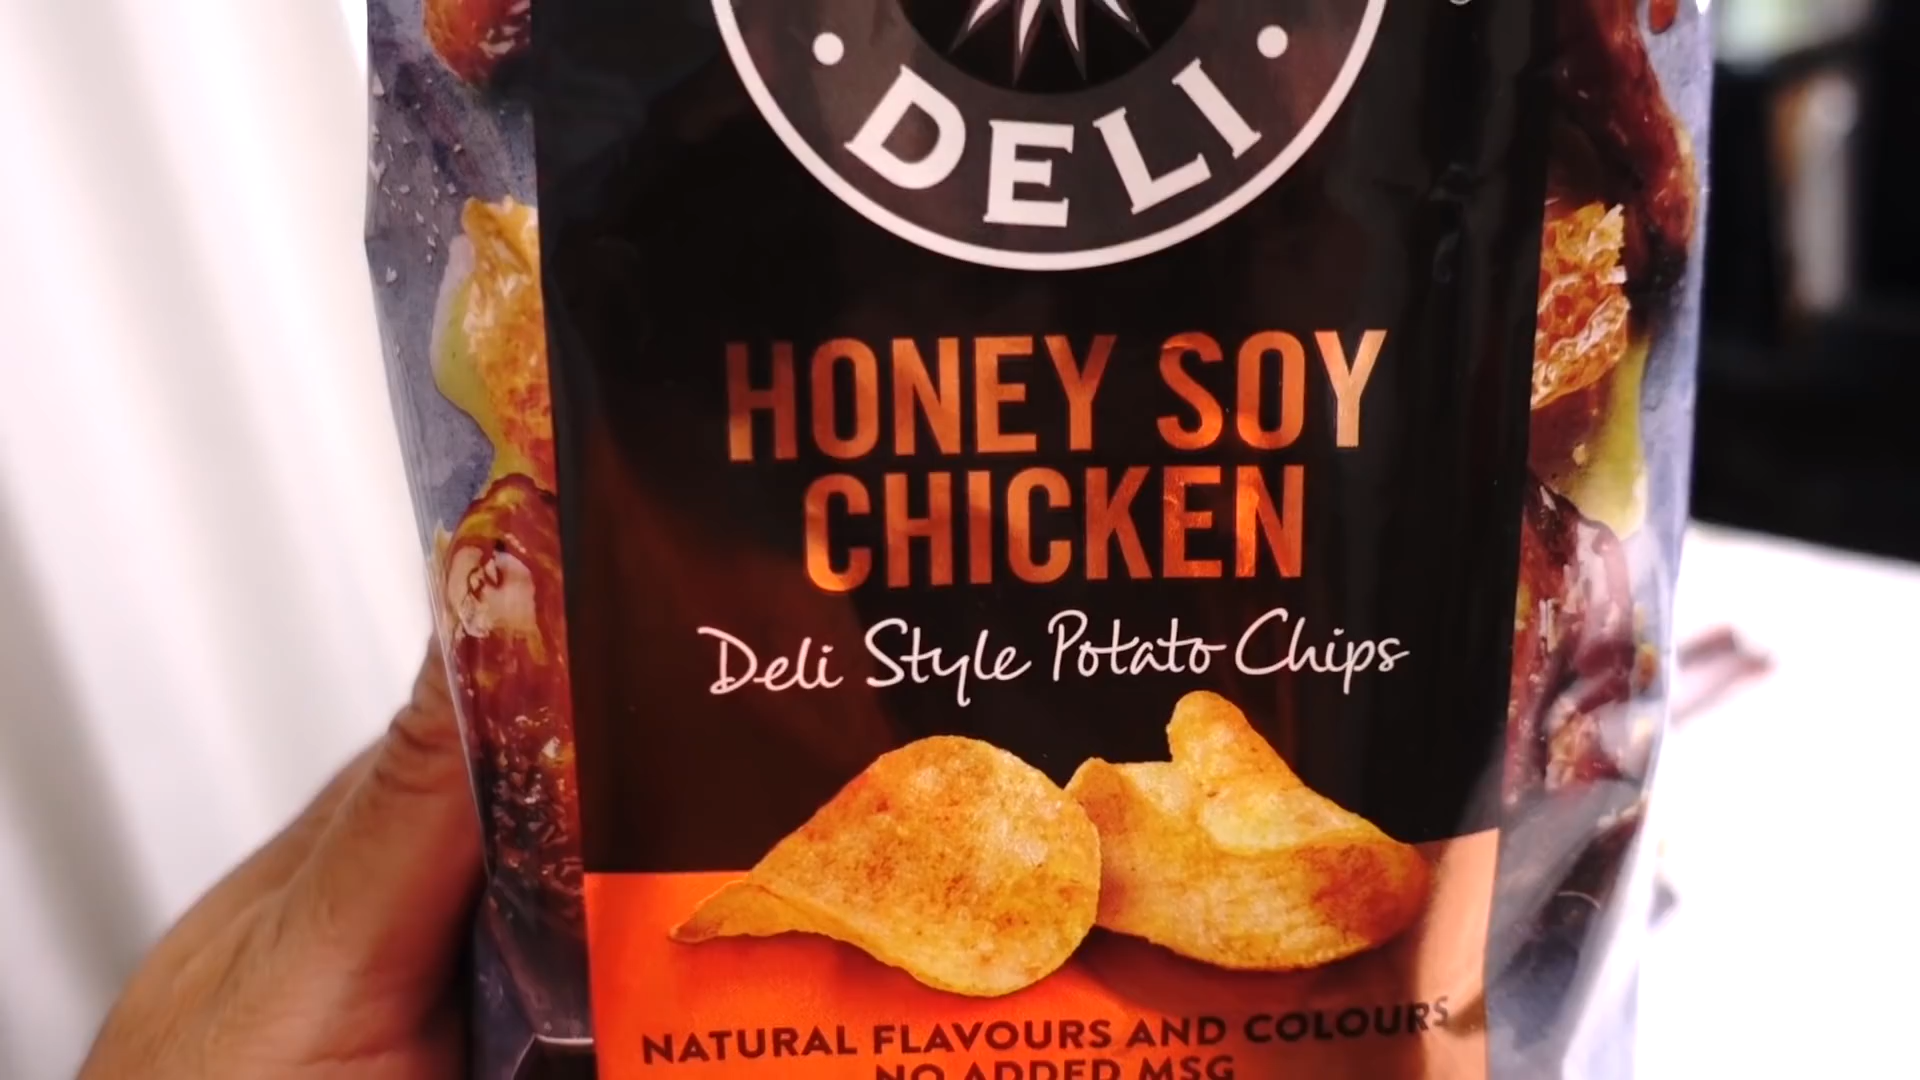 DELI
HONEY SOY
CHICKEN
Deli Style Potato Chips
NATURAL FLAVOURS AND COLOURS
NO ADDED MSG